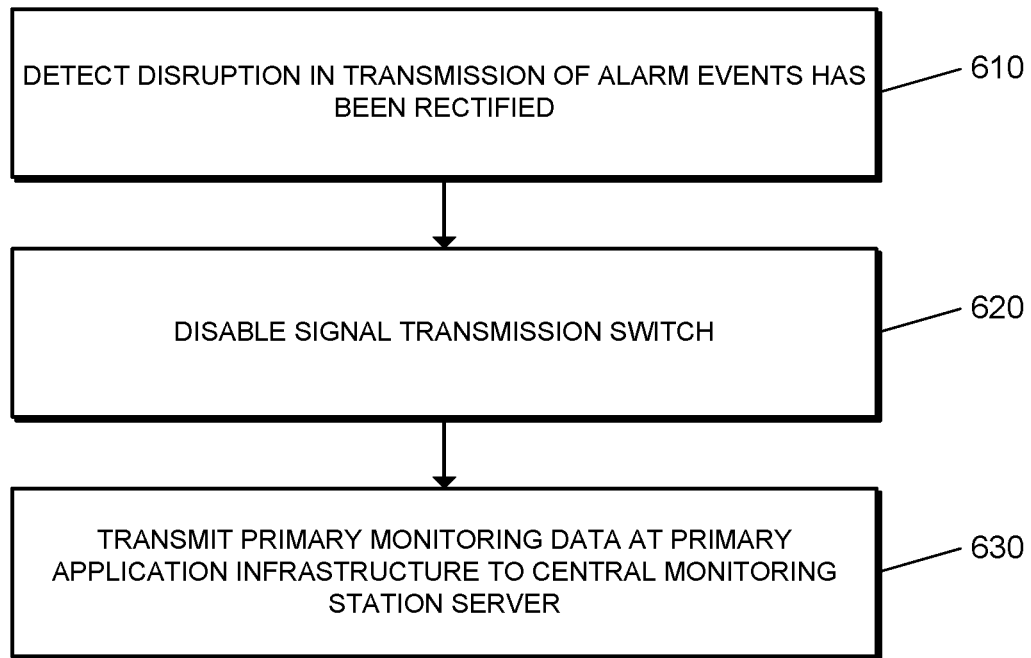 DETECT DISRUPTION IN TRANSMISSION OF ALARM EVENTS HAS
BEEN RECTIFIED
610
DISABLE SIGNAL TRANSMISSION SWITCH
620
TRANSMIT PRIMARY MONITORING DATA AT PRIMARY
APPLICATION INFRASTRUCTURE TO CENTRAL MONITORING
STATION SERVER
630